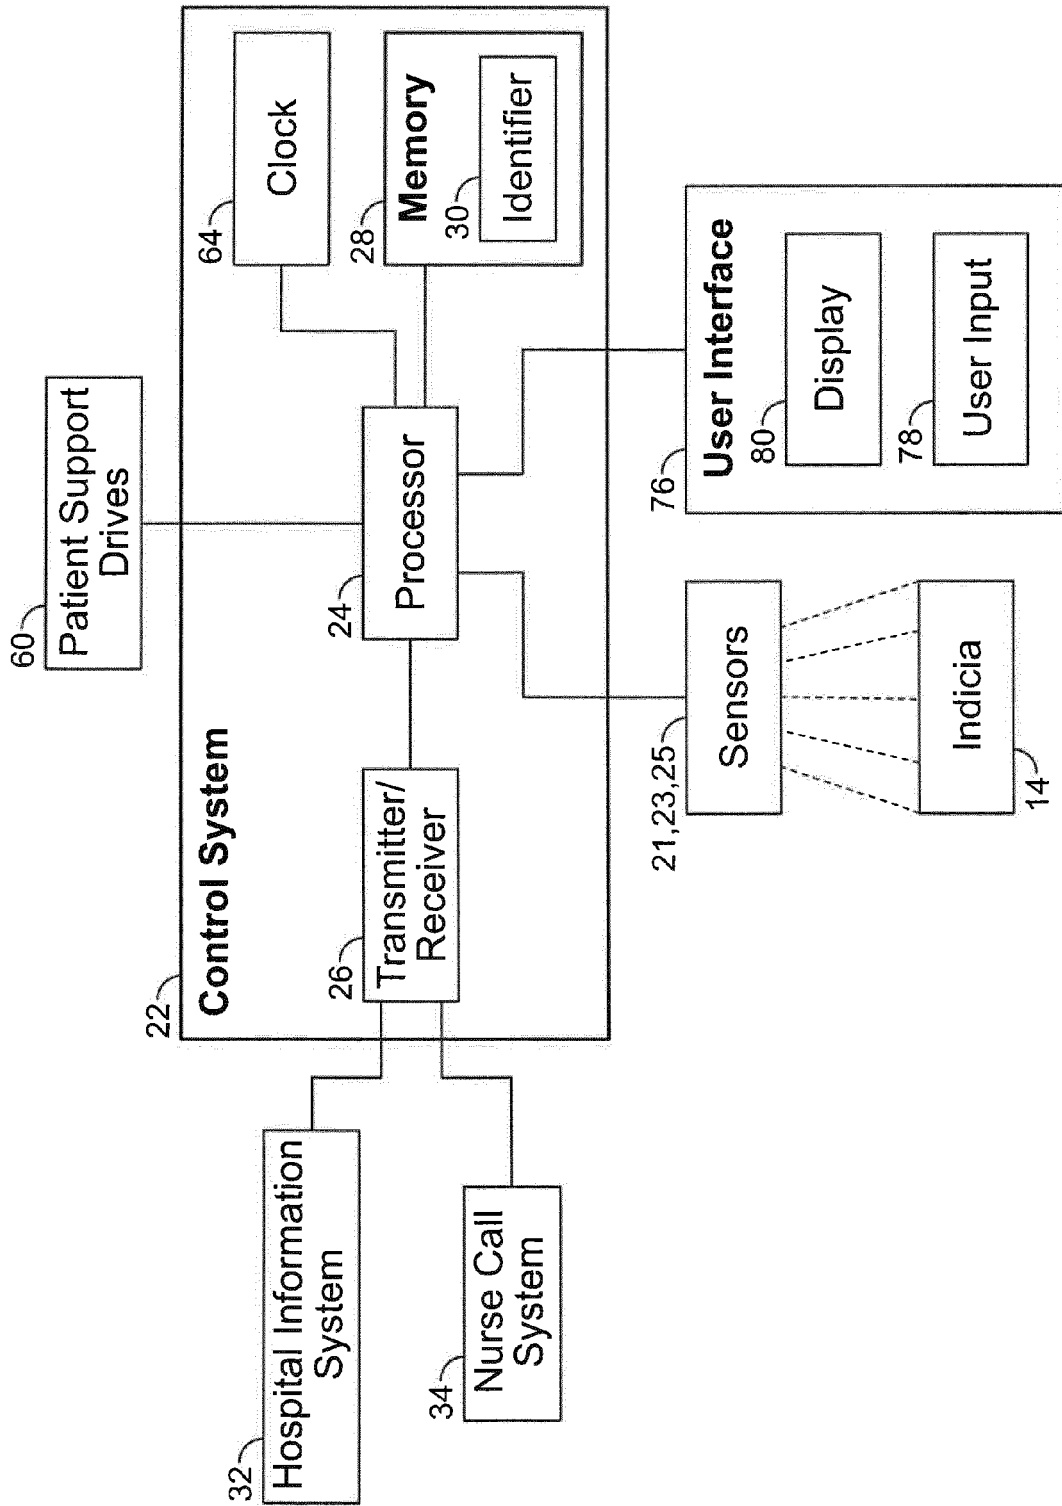 60
Patient Support
Drives
22
Control System
64
Clock
28
Memory
30
Identifier
24
Processor
26
Transmitter/
Receiver
32
Hospital Information
System
34
Nurse Call
System
21,23,25
Sensors
Indicia
14
76
User Interface
80
Display
78
User Input